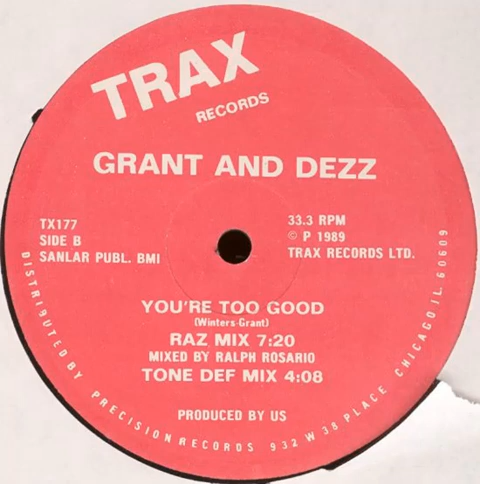 TRAX
RECORDS
GRANT AND DEZZ
TX177
SIDE B
SANLAR PUBL. BMI
33.3 RPM
© P 1989
TRAX RECORDS LTD.
YOU'RE TOO GOOD
(Winters-Grant)
RAZ MIX 7:20
MIXED BY RALPH ROSARIO
TONE DEF MIX 4:08
PRODUCED BY US
DISTRIBUTED BY PRECISION RECORDS 932 W 38 PLACE CHICAGO IL. 60609